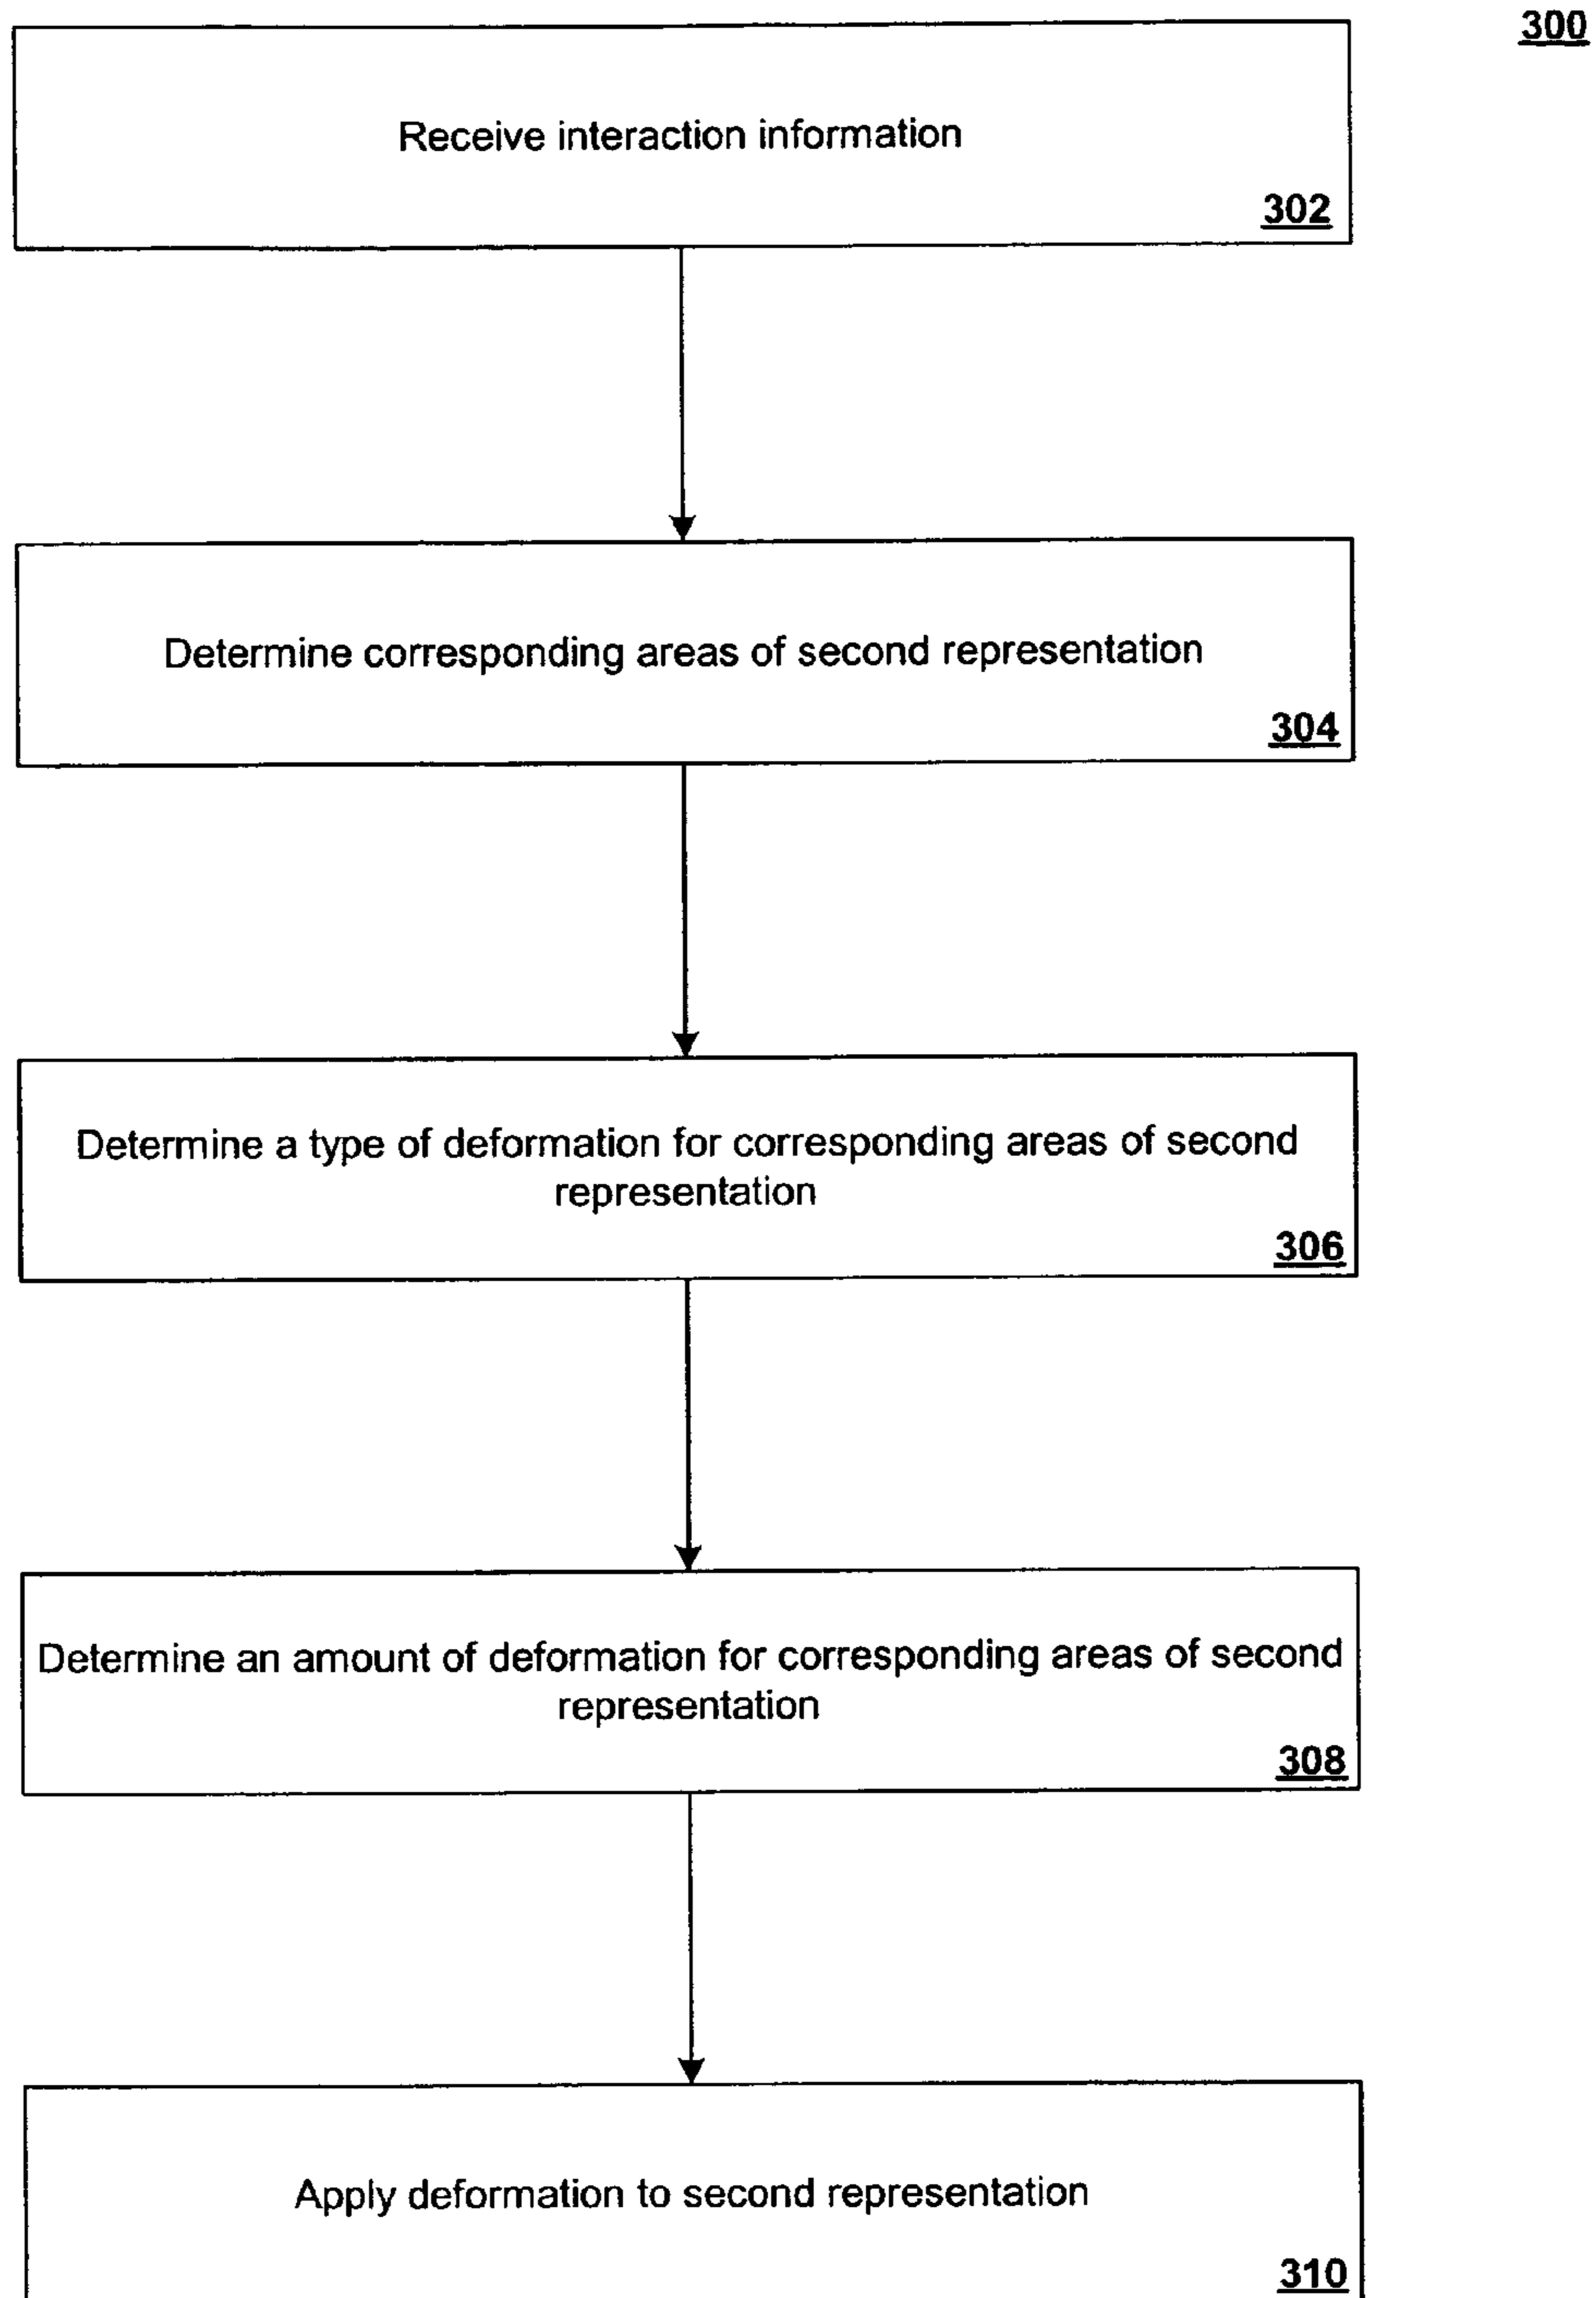 300
Receive interaction information
302
Determine corresponding areas of second representation
304
Determine a type of deformation for corresponding areas of second
representation
306
Determine an amount of deformation for corresponding areas of second
representation
308
Apply deformation to second representation
310